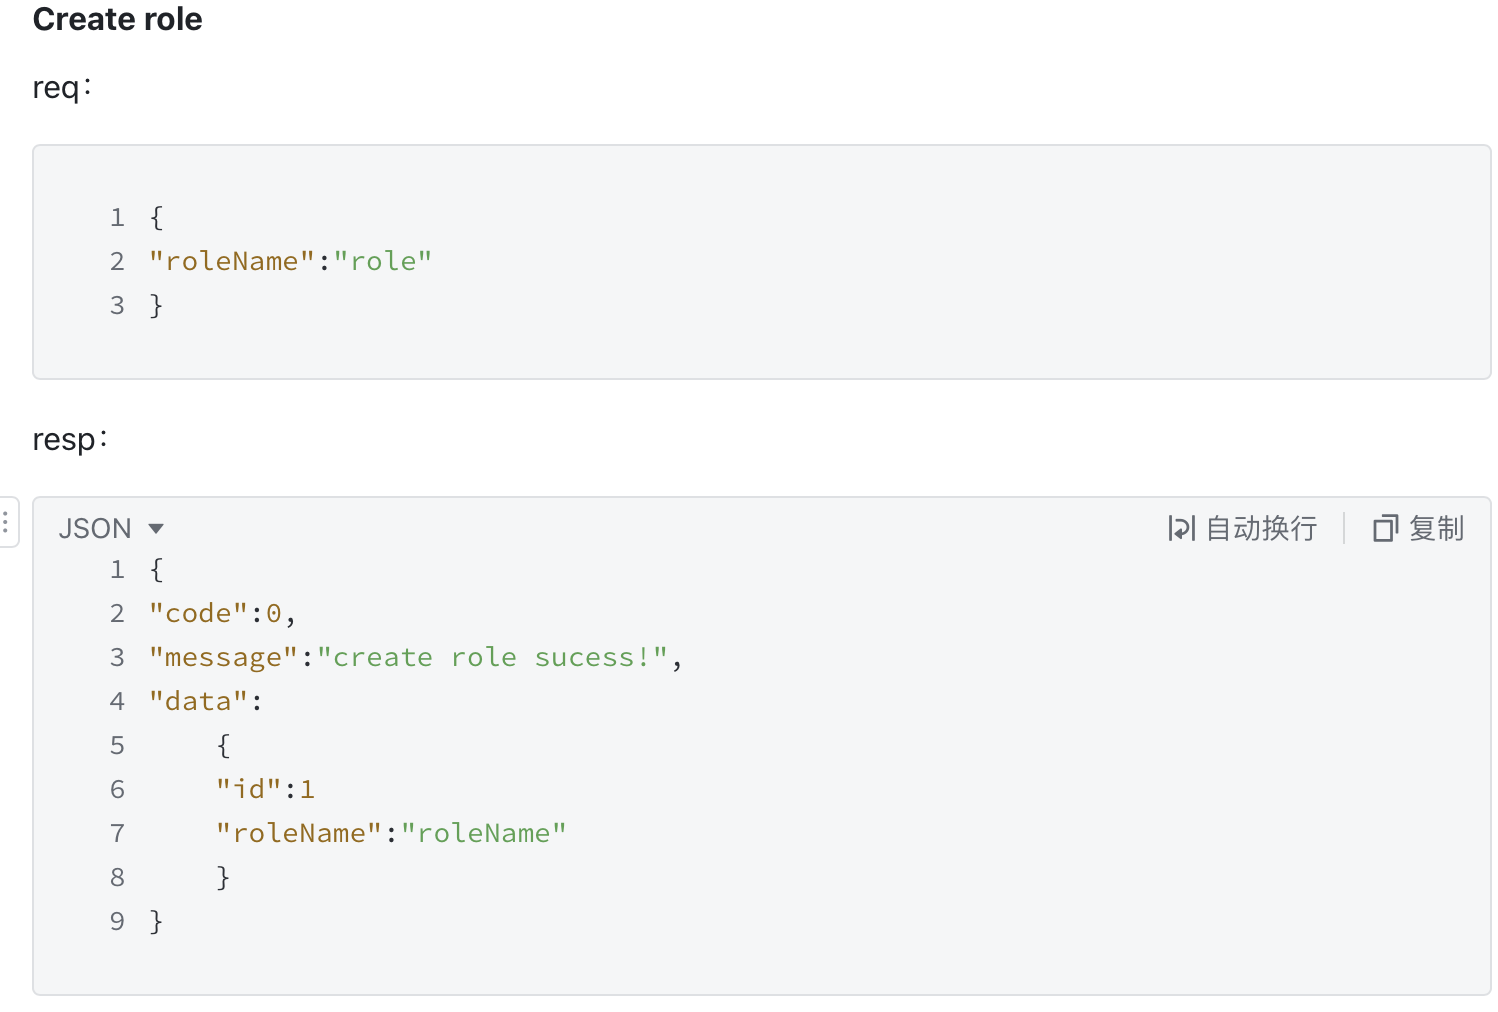 Create role
req：
1 {
2 "roleName":"role"
3 }
resp：
JSON 自动换行 复制
1 {
2 "code":0,
3 "message":"create role sucess!",
4 "data":
5     {
6     "id":1
7     "roleName":"roleName"
8     }
9 }